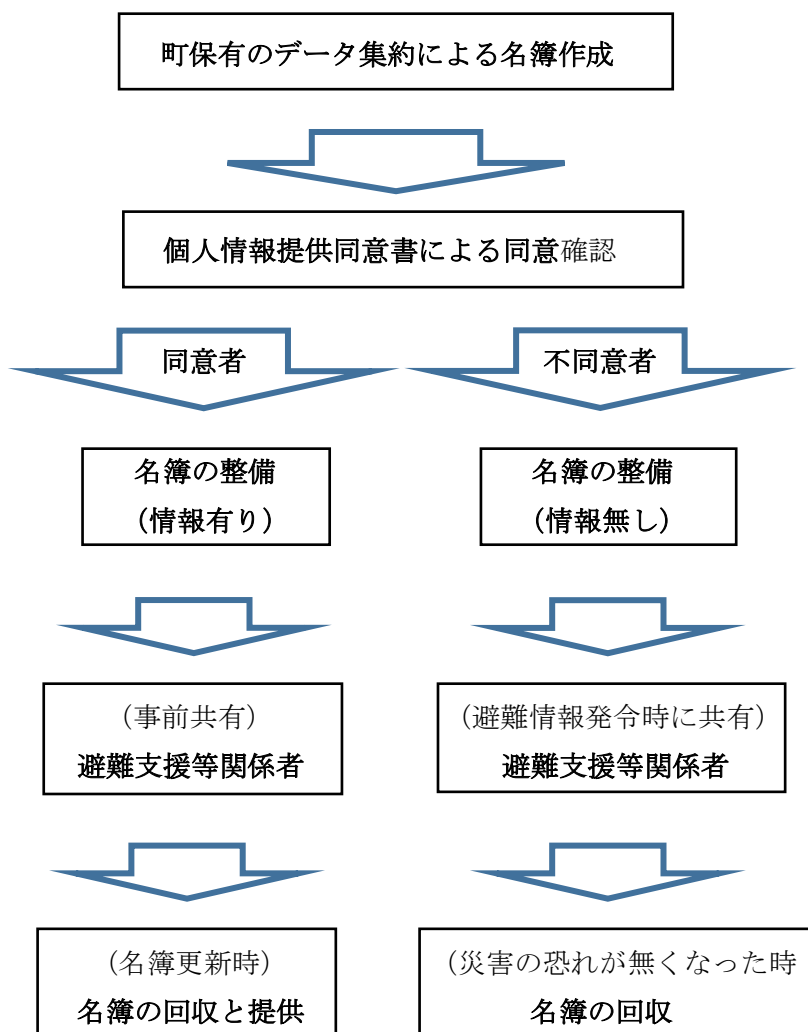 町保有のデータ集約による名簿作成
個人情報提供同意書による同意確認
同意者
不同意者
名簿の整備
（情報有り）
名簿の整備
（情報無し）
（事前共有）
避難支援等関係者
（避難情報発令時に共有）
避難支援等関係者
（名簿更新時）
名簿の回収と提供
（災害の恐れが無くなった時
名簿の回収